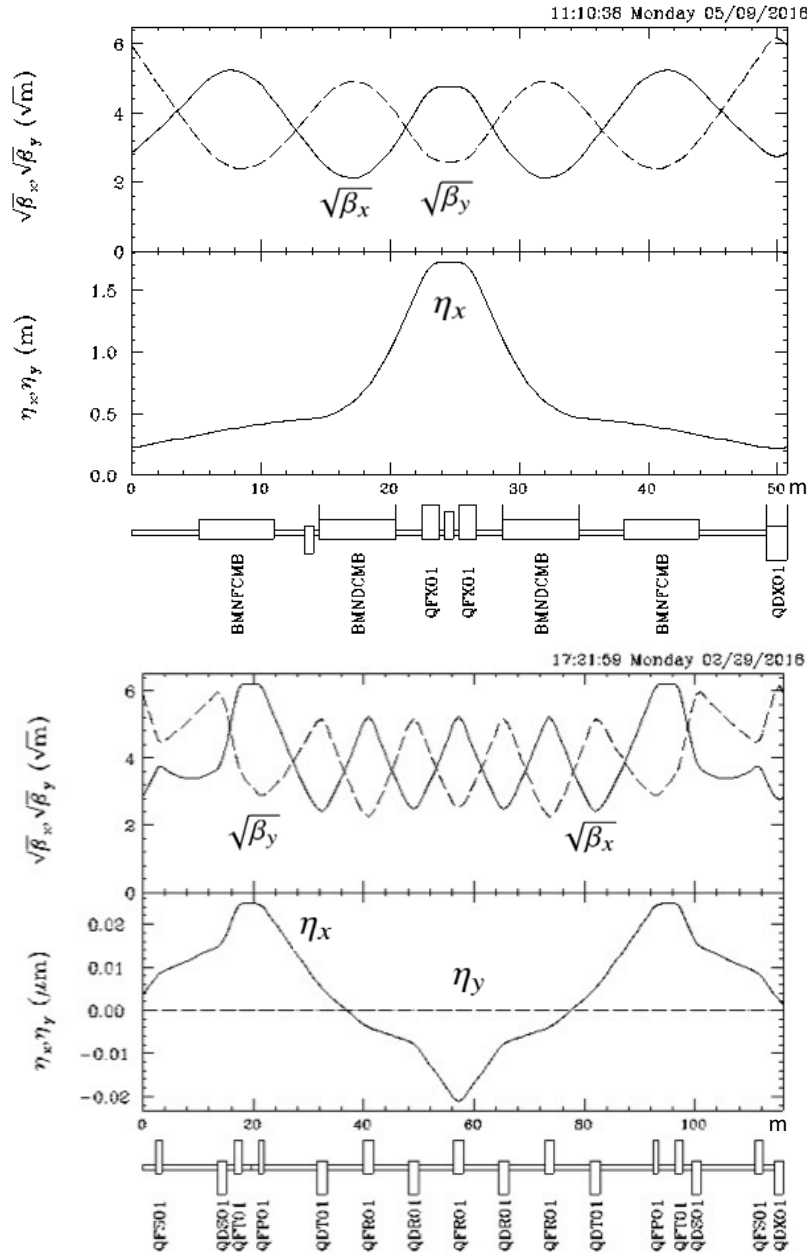 11:10:38 Monday 05/09/2016
6
4
2
0
√β x, √β y (√m)
√βx
√βy
1.5
1.0
0.5
0.0
ηx, ηy (m)
ηx
0 10 20 30 40 50 m
BMNFCMB
BMNDCMB
QFX01
QFX01
BMNDCMB
BMNFCMB
QDX01
17:21:59 Monday 02/29/2016
6
4
2
0
√β x, √β y (√m)
√βy
√βx
0.02
0.01
0.00
−0.01
−0.02
ηx, ηy (μm)
ηx
ηy
0 20 40 60 80 100 m
QFS01
QDS01
QFT01
QFP01
QDT01
QFR01
QDR01
QFR01
QDR01
QFR01
QDT01
QFP01
QFT01
QDS01
QFS01
QDX01